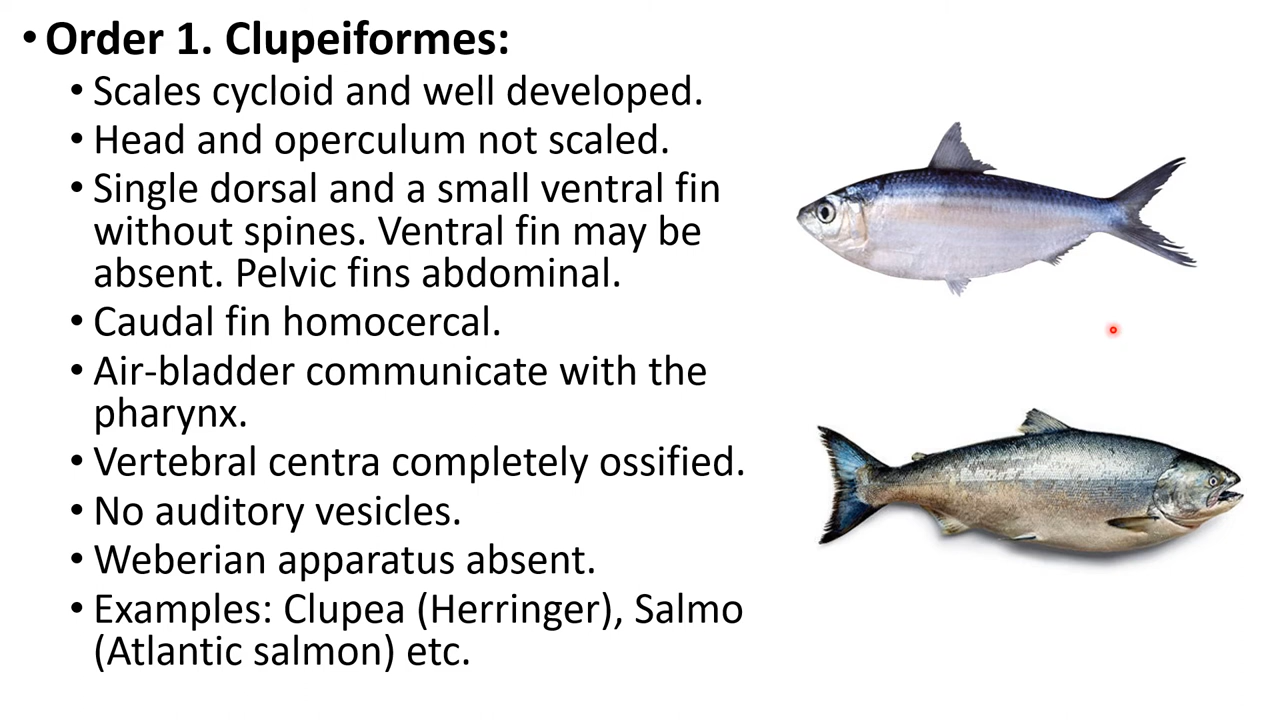 • Order 1. Clupeiformes:
• Scales cycloid and well developed.
• Head and operculum not scaled.
• Single dorsal and a small ventral fin
without spines. Ventral fin may be
absent. Pelvic fins abdominal.
• Caudal fin homocercal.
• Air-bladder communicate with the
pharynx.
• Vertebral centra completely ossified.
• No auditory vesicles.
• Weberian apparatus absent.
• Examples: Clupea (Herringer), Salmo
(Atlantic salmon) etc.